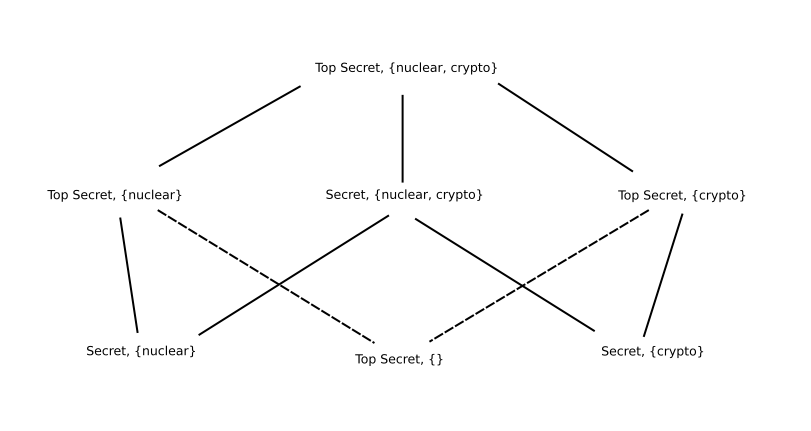 Top Secret, {nuclear, crypto}
Top Secret, {nuclear}
Secret, {nuclear, crypto}
Top Secret, {crypto}
Secret, {nuclear}
Top Secret, {}
Secret, {crypto}